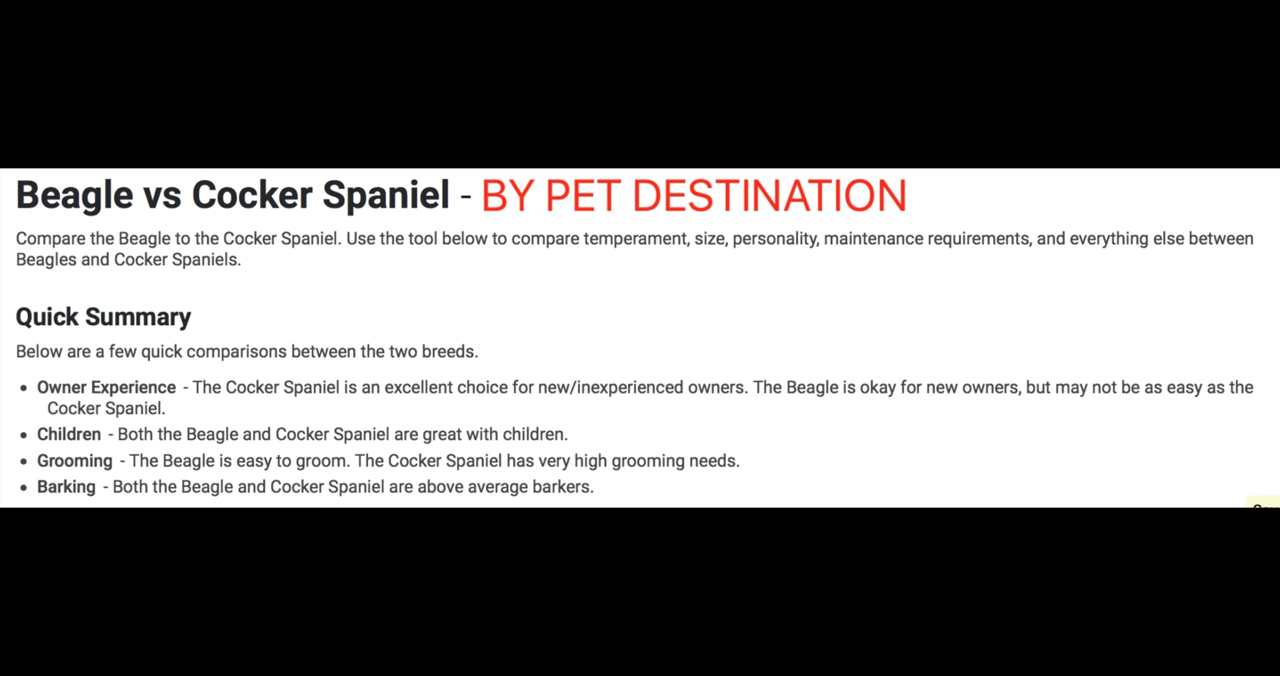 Beagle vs Cocker Spaniel - BY PET DESTINATION
Compare the Beagle to the Cocker Spaniel. Use the tool below to compare temperament, size, personality, maintenance requirements, and everything else between
Beagles and Cocker Spaniels.
Quick Summary
Below are a few quick comparisons between the two breeds.
• Owner Experience - The Cocker Spaniel is an excellent choice for new/inexperienced owners. The Beagle is okay for new owners, but may not be as easy as the
Cocker Spaniel.
• Children - Both the Beagle and Cocker Spaniel are great with children.
• Grooming - The Beagle is easy to groom. The Cocker Spaniel has very high grooming needs.
• Barking - Both the Beagle and Cocker Spaniel are above average barkers.